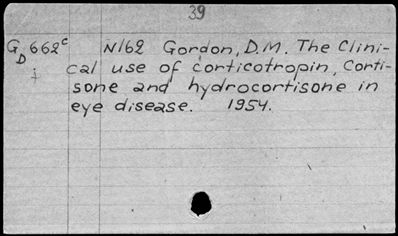 39
G D 662c N162 Gordon, D.M. The Clini-
cal use of corticotropin, Corti-
sone and hydrocortisone in
eye disease. 1954.